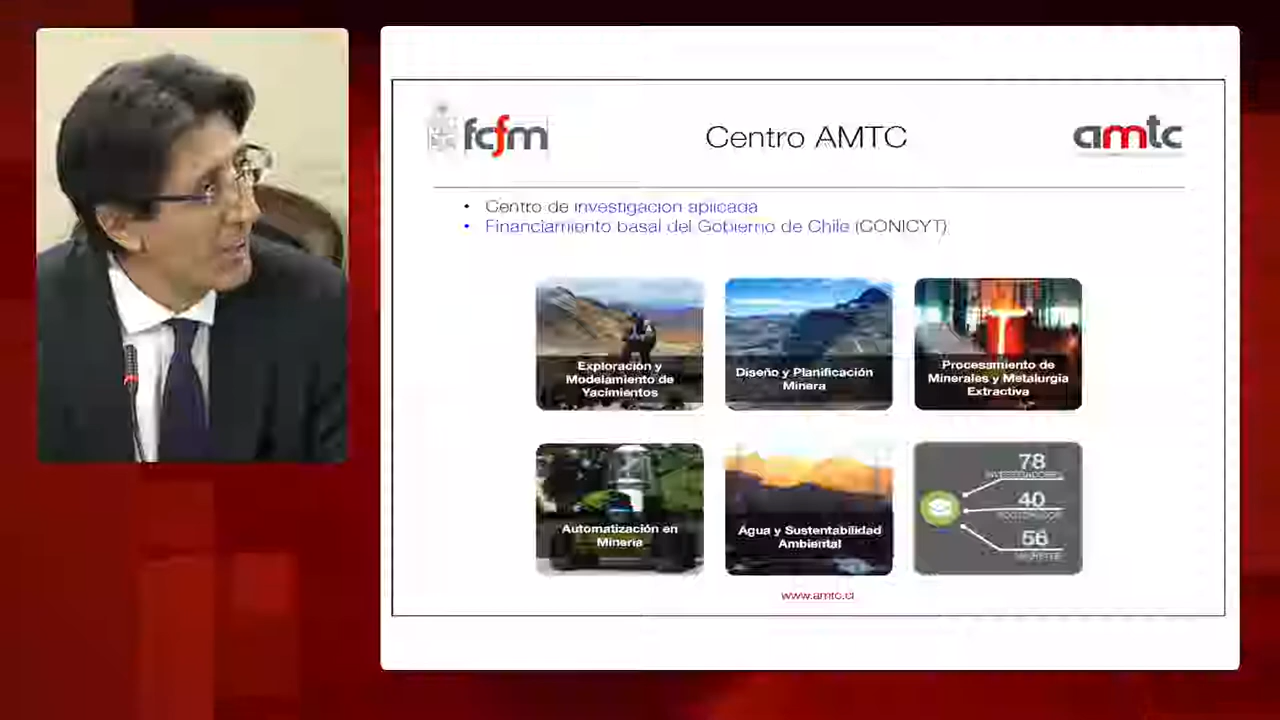 fcfm
Centro AMTC
amtc
• Centro de investigación aplicada
• Financiamiento basal del Gobierno de Chile (CONICYT)
Exploración y
Modelamiento de
Yacimientos
Diseño y Planificación
Minera
Procesamiento de
Minerales y Metalurgia
Extractiva
Automatización en
Minería
Agua y Sustentabilidad
Ambiental
78
INVESTIGADORES
40
56
www.amtc.cl